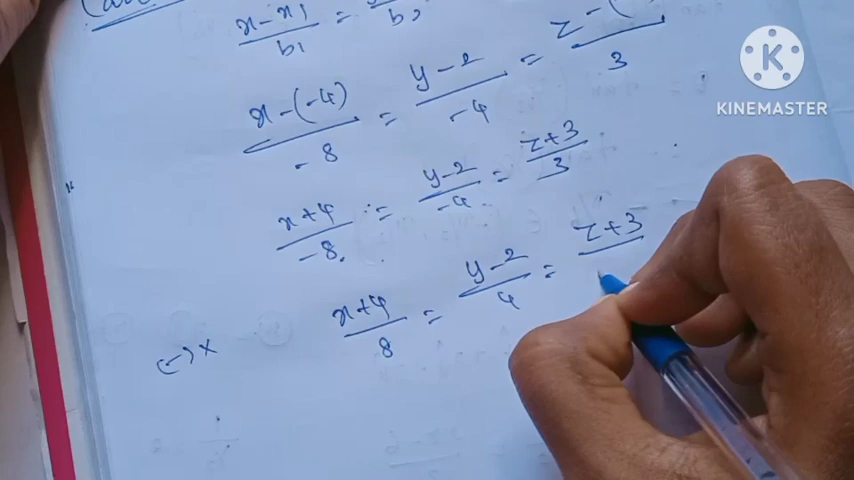 (x - x1)/b1 = /b2
(x-(-4))/-8 = (y-2)/-4 = (z-(/3
(x+4)/-8 = (y-2)/-4 = (z+3)/3
(-) x (x+4)/8 = (y-2)/4 = z+3
K
KINEMASTER